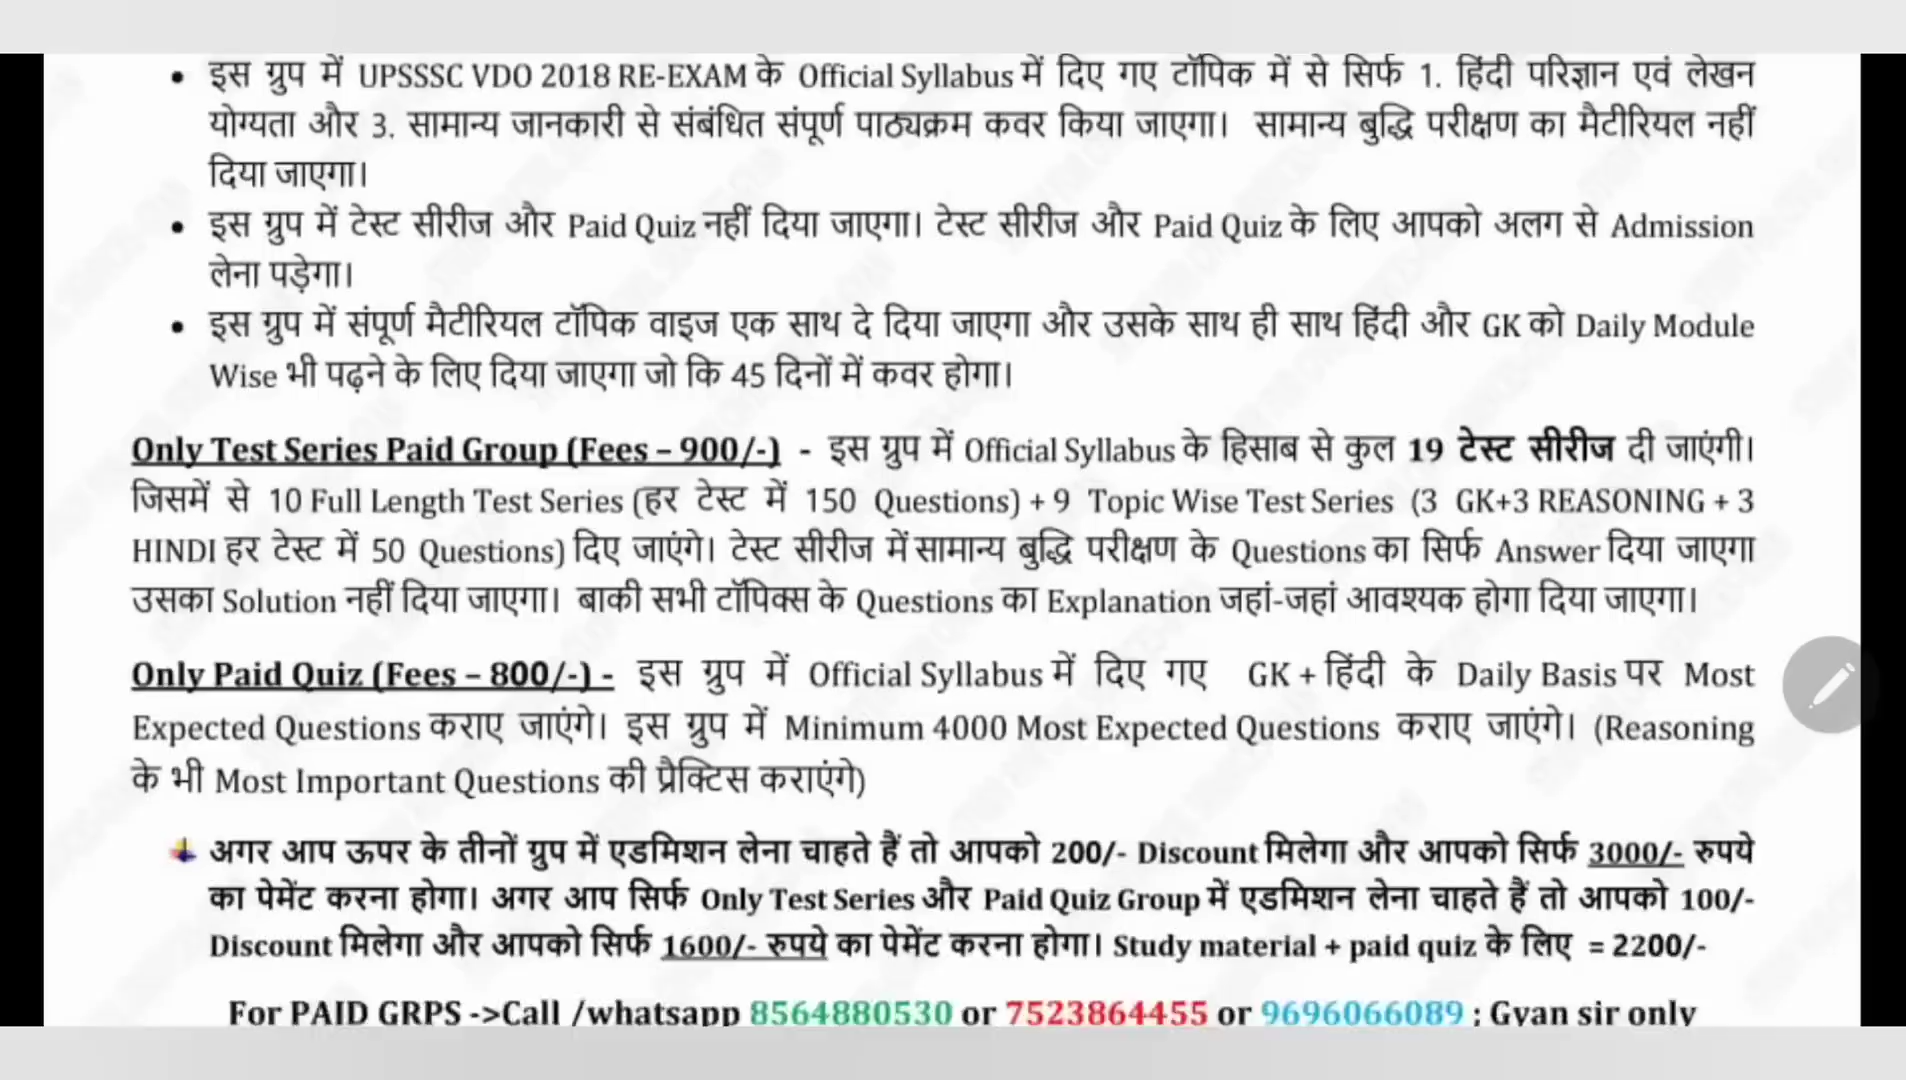 • इस ग्रुप में UPSSSC VDO 2018 RE-EXAM के Official Syllabus में दिए गए टॉपिक में से सिर्फ 1. हिंदी परिज्ञान एवं लेखन
योग्यता और 3. सामान्य जानकारी से संबंधित संपूर्ण पाठ्यक्रम कवर किया जाएगा। सामान्य बुद्धि परीक्षण का मैटीरियल नहीं
दिया जाएगा।
• इस ग्रुप में टेस्ट सीरीज और Paid Quiz नहीं दिया जाएगा। टेस्ट सीरीज और Paid Quiz के लिए आपको अलग से Admission
लेना पड़ेगा।
• इस ग्रुप में संपूर्ण मैटीरियल टॉपिक वाइज एक साथ दे दिया जाएगा और उसके साथ ही साथ हिंदी और GK को Daily Module
Wise भी पढ़ने के लिए दिया जाएगा जो कि 45 दिनों में कवर होगा।
Only Test Series Paid Group (Fees – 900/-) - इस ग्रुप में Official Syllabus के हिसाब से कुल 19 टेस्ट सीरीज दी जाएंगी।
जिसमें से 10 Full Length Test Series (हर टेस्ट में 150 Questions) + 9 Topic Wise Test Series (3 GK+3 REASONING + 3
HINDI हर टेस्ट में 50 Questions) दिए जाएंगे। टेस्ट सीरीज में सामान्य बुद्धि परीक्षण के Questions का सिर्फ Answer दिया जाएगा
उसका Solution नहीं दिया जाएगा। बाकी सभी टॉपिक्स के Questions का Explanation जहां-जहां आवश्यक होगा दिया जाएगा।
Only Paid Quiz (Fees – 800/-) - इस ग्रुप में Official Syllabus में दिए गए GK + हिंदी के Daily Basis पर Most
Expected Questions कराए जाएंगे। इस ग्रुप में Minimum 4000 Most Expected Questions कराए जाएंगे। (Reasoning
के भी Most Important Questions की प्रैक्टिस कराएंगे)
अगर आप ऊपर के तीनों ग्रुप में एडमिशन लेना चाहते हैं तो आपको 200/- Discount मिलेगा और आपको सिर्फ 3000/- रुपये
का पेमेंट करना होगा। अगर आप सिर्फ Only Test Series और Paid Quiz Group में एडमिशन लेना चाहते हैं तो आपको 100/-
Discount मिलेगा और आपको सिर्फ 1600/- रुपये का पेमेंट करना होगा। Study material + paid quiz के लिए = 2200/-
For PAID GRPS ->Call /whatsapp 8564880530 or 7523864455 or 9696066089 : Gyan sir only